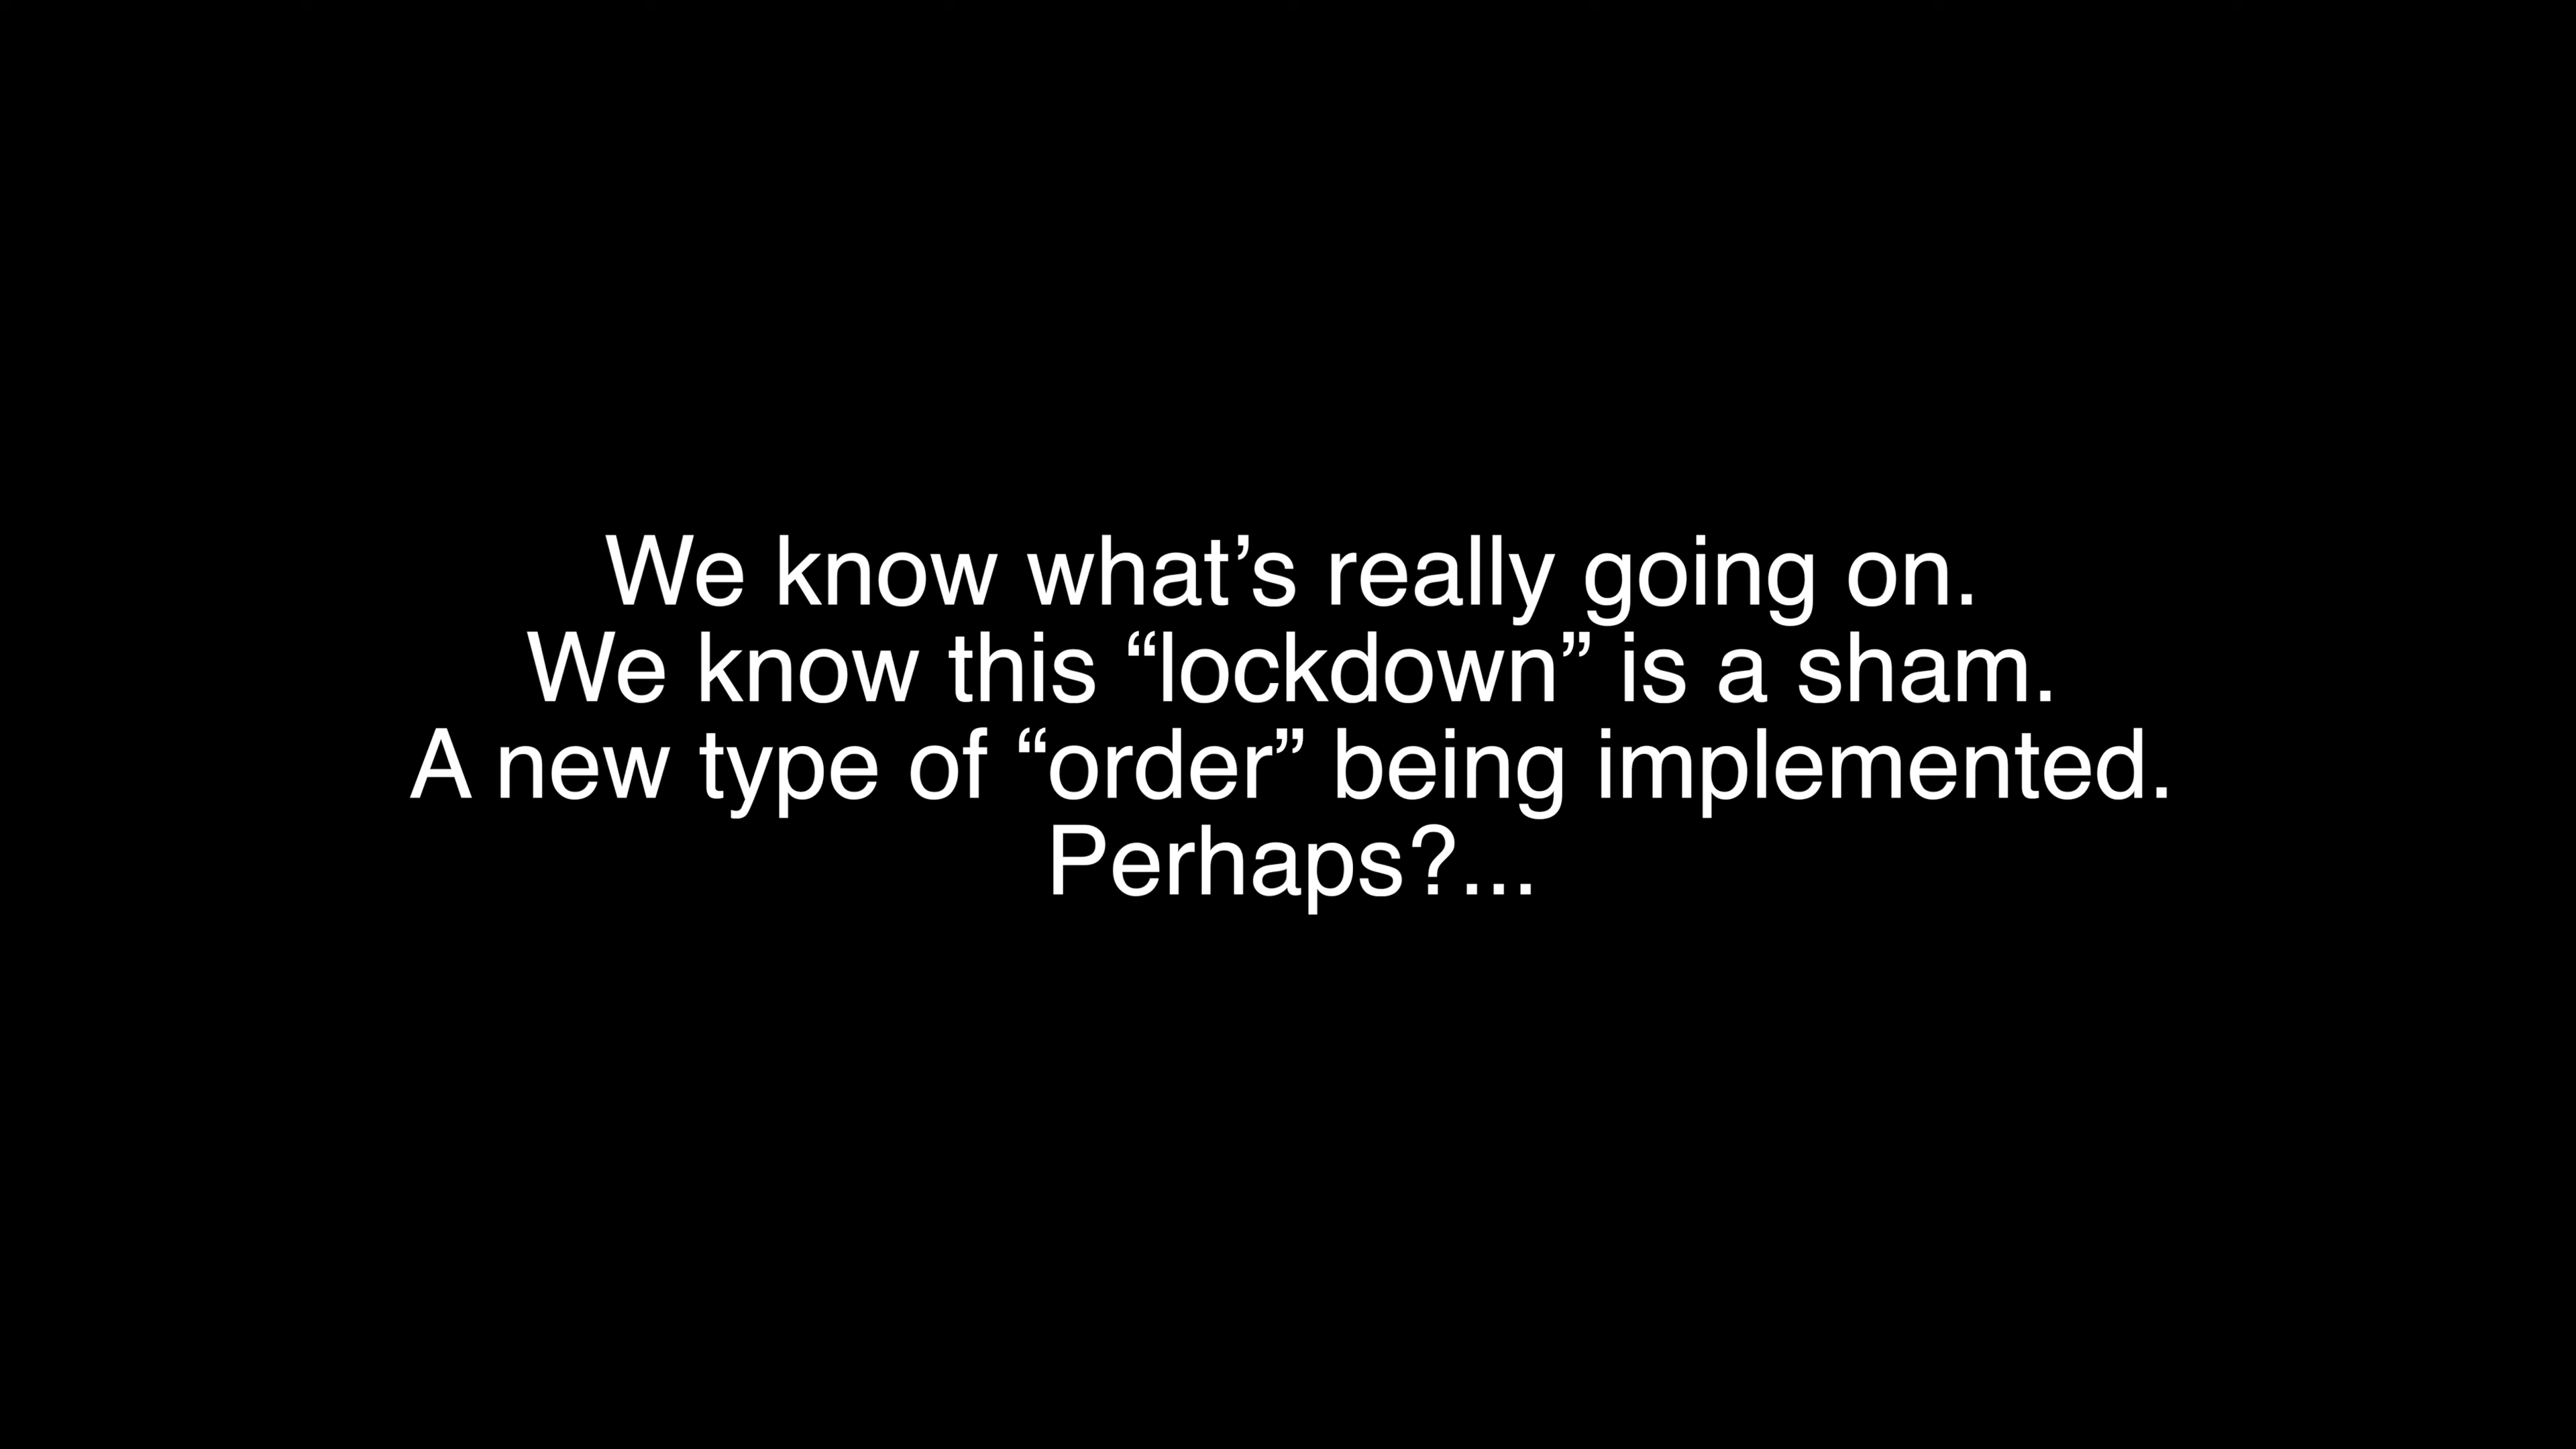 We know what’s really going on.
We know this “lockdown” is a sham.
A new type of “order” being implemented.
Perhaps?...